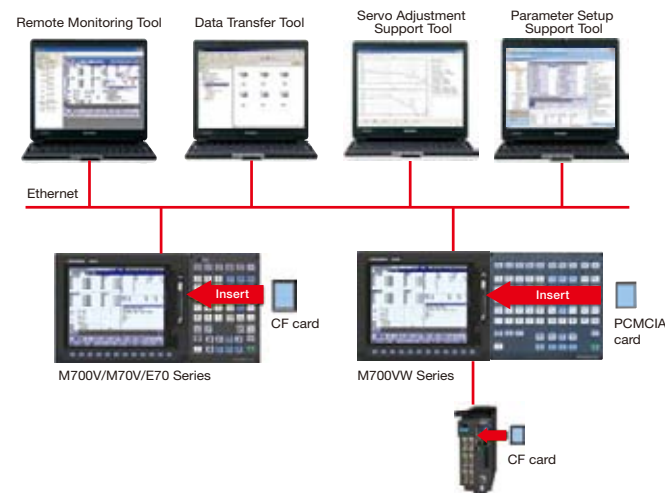 Remote Monitoring Tool
Data Transfer Tool
Servo Adjustment
Support Tool
Parameter Setup
Support Tool
Ethernet
Insert
CF card
Insert
PCMCIA
card
M700V/M70V/E70 Series
M700VW Series
CF card